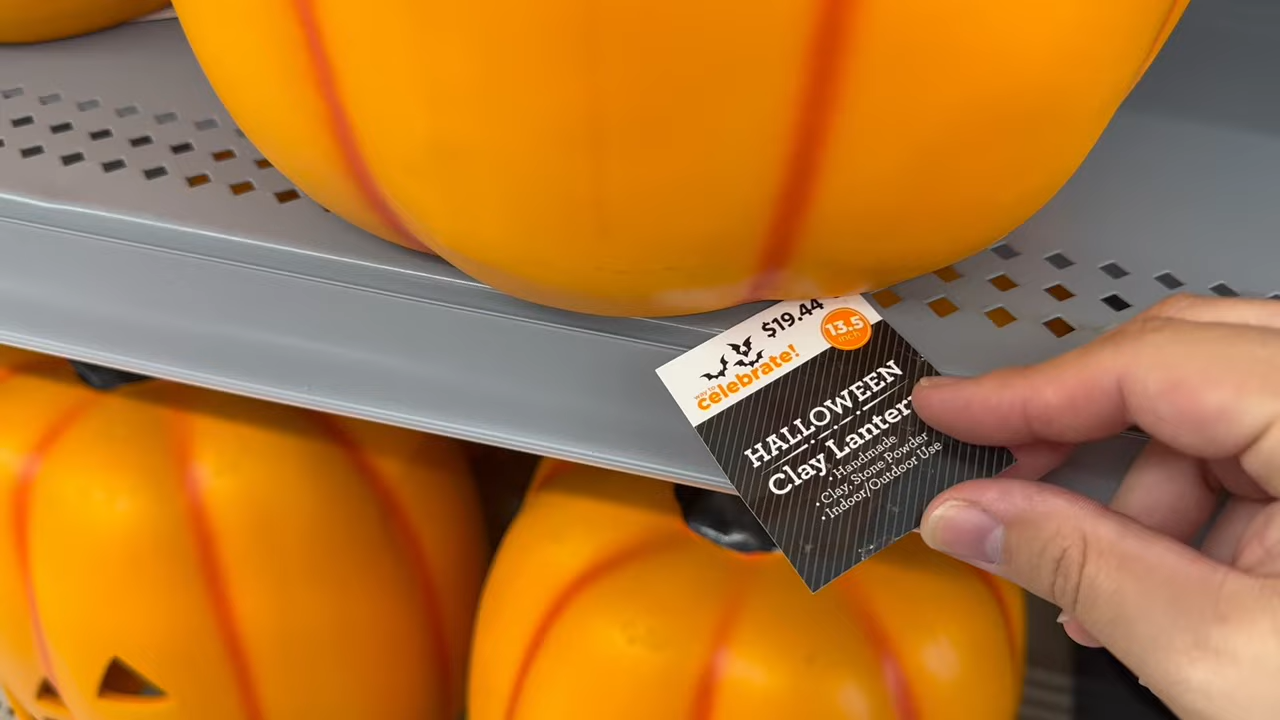 $19.44
13.5
inch
way to
celebrate!
HALLOWEEN
Clay Lantern
• Handmade
• Clay, Stone Powder
• Indoor/Outdoor Use